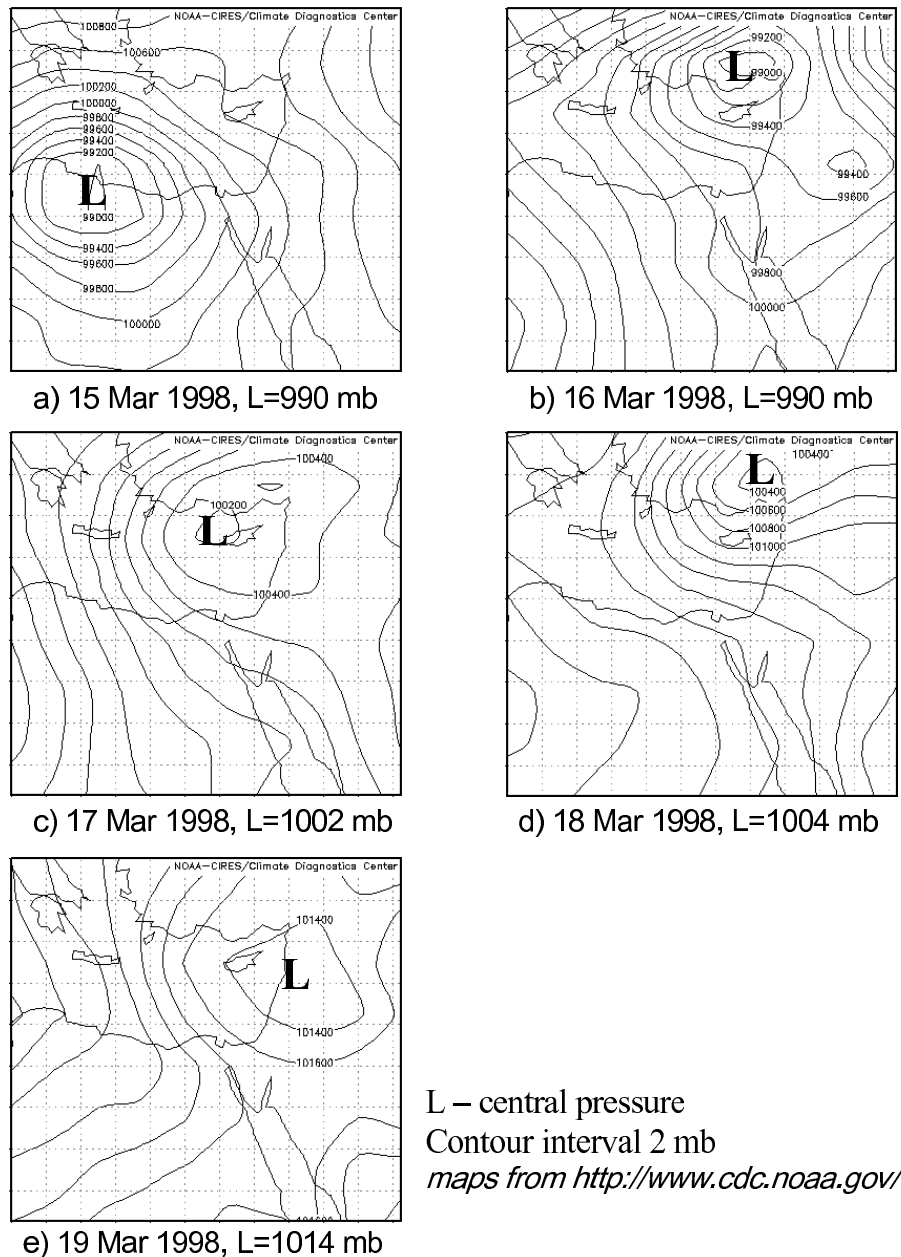 NOAA-CIRES/Climate Diagnostics Center
100800
100600
100200
100000
99800
99600
99400
99200
L
99000
99400
99600
99800
100000
a) 15 Mar 1998, L=990 mb
NOAA-CIRES/Climate Diagnostics Center
99200
L
99000
99400
99400
99600
99800
100000
b) 16 Mar 1998, L=990 mb
NOAA-CIRES/Climate Diagnostics Center
100400
100200
L
100400
c) 17 Mar 1998, L=1002 mb
NOAA-CIRES/Climate Diagnostics Center
100400
L
100400
100600
100800
101000
d) 18 Mar 1998, L=1004 mb
NOAA-CIRES/Climate Diagnostics Center
101400
L
101400
101600
e) 19 Mar 1998, L=1014 mb
L – central pressure
Contour interval 2 mb
maps from http://www.cdc.noaa.gov/